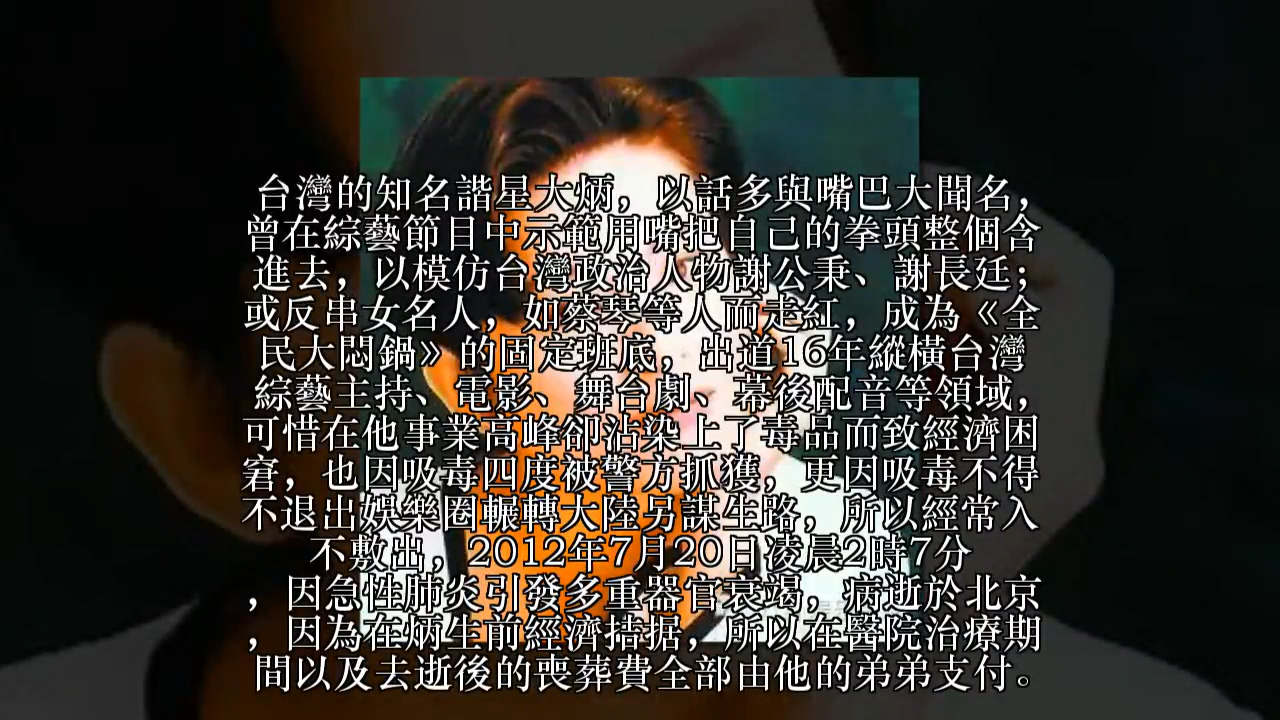 台灣的知名諧星大炳，以話多與嘴巴大聞名，
曾在綜藝節目中示範用嘴把自己的拳頭整個含
進去，以模仿台灣政治人物謝公秉、謝長廷；
或反串女名人，如蔡琴等人而走紅，成為《全
民大悶鍋》的固定班底，出道16年縱橫台灣
綜藝主持、電影、舞台劇、幕後配音等領域，
可惜在他事業高峰卻沾染上了毒品而致經濟困
窘，也因吸毒四度被警方抓獲，更因吸毒不得
不退出娛樂圈輾轉大陸另謀生路，所以經常入
不敷出，2012年7月20日凌晨2時7分
，因急性肺炎引發多重器官衰竭，病逝於北京
，因為在炳生前經濟拮据，所以在醫院治療期
間以及去逝後的喪葬費全部由他的弟弟支付。